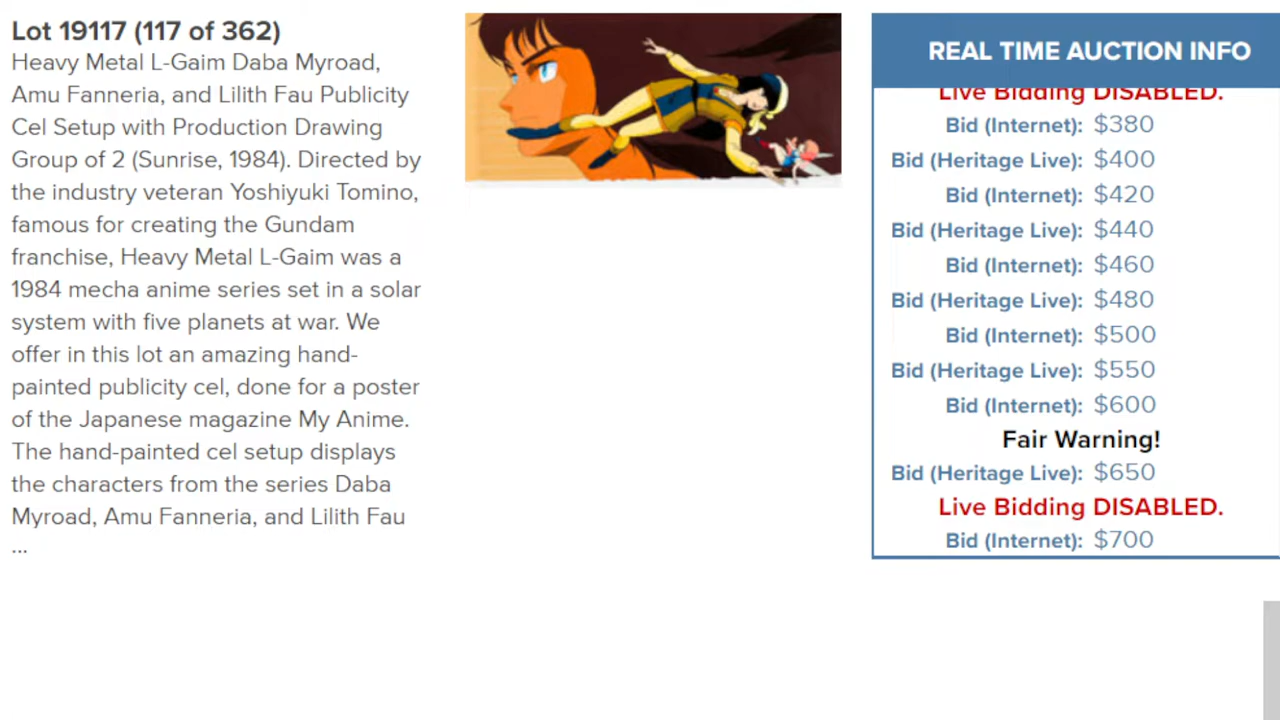 Lot 19117 (117 of 362)
Heavy Metal L-Gaim Daba Myroad,
Amu Fanneria, and Lilith Fau Publicity
Cel Setup with Production Drawing
Group of 2 (Sunrise, 1984). Directed by
the industry veteran Yoshiyuki Tomino,
famous for creating the Gundam
franchise, Heavy Metal L-Gaim was a
1984 mecha anime series set in a solar
system with five planets at war. We
offer in this lot an amazing hand-
painted publicity cel, done for a poster
of the Japanese magazine My Anime.
The hand-painted cel setup displays
the characters from the series Daba
Myroad, Amu Fanneria, and Lilith Fau
...
REAL TIME AUCTION INFO
Live Bidding DISABLED.
Bid (Internet): $380
Bid (Heritage Live): $400
Bid (Internet): $420
Bid (Heritage Live): $440
Bid (Internet): $460
Bid (Heritage Live): $480
Bid (Internet): $500
Bid (Heritage Live): $550
Bid (Internet): $600
Fair Warning!
Bid (Heritage Live): $650
Live Bidding DISABLED.
Bid (Internet): $700